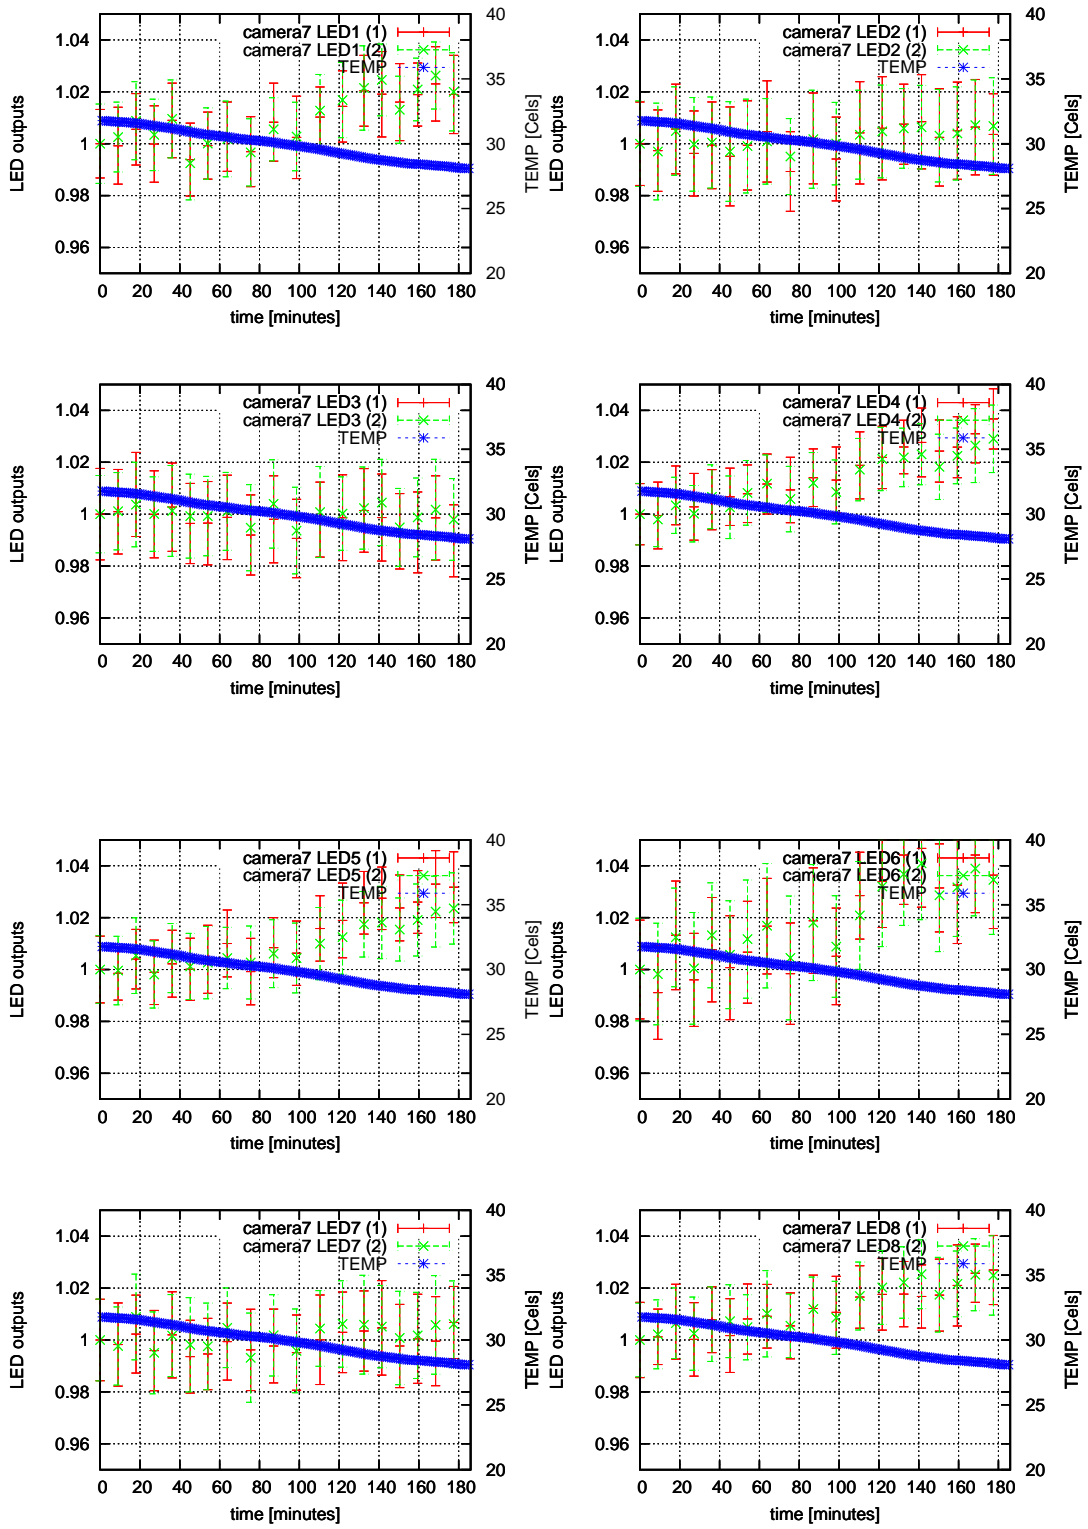 1.04
1.02
1
0.98
0.96
40
35
30
25
20
0 20 40 60 80 100 120 140 160 180
LED outputs
TEMP [Cels]
time [minutes]
camera7 LED1 (1)
camera7 LED1 (2)
TEMP
1.04
1.02
1
0.98
0.96
40
35
30
25
20
0 20 40 60 80 100 120 140 160 180
LED outputs
TEMP [Cels]
time [minutes]
camera7 LED2 (1)
camera7 LED2 (2)
TEMP
1.04
1.02
1
0.98
0.96
40
35
30
25
20
0 20 40 60 80 100 120 140 160 180
LED outputs
TEMP [Cels]
time [minutes]
camera7 LED3 (1)
camera7 LED3 (2)
TEMP
1.04
1.02
1
0.98
0.96
40
35
30
25
20
0 20 40 60 80 100 120 140 160 180
LED outputs
TEMP [Cels]
time [minutes]
camera7 LED4 (1)
camera7 LED4 (2)
TEMP
1.04
1.02
1
0.98
0.96
40
35
30
25
20
0 20 40 60 80 100 120 140 160 180
LED outputs
TEMP [Cels]
time [minutes]
camera7 LED5 (1)
camera7 LED5 (2)
TEMP
1.04
1.02
1
0.98
0.96
40
35
30
25
20
0 20 40 60 80 100 120 140 160 180
LED outputs
TEMP [Cels]
time [minutes]
camera7 LED6 (1)
camera7 LED6 (2)
TEMP
1.04
1.02
1
0.98
0.96
40
35
30
25
20
0 20 40 60 80 100 120 140 160 180
LED outputs
TEMP [Cels]
time [minutes]
camera7 LED7 (1)
camera7 LED7 (2)
TEMP
1.04
1.02
1
0.98
0.96
40
35
30
25
20
0 20 40 60 80 100 120 140 160 180
LED outputs
TEMP [Cels]
time [minutes]
camera7 LED8 (1)
camera7 LED8 (2)
TEMP